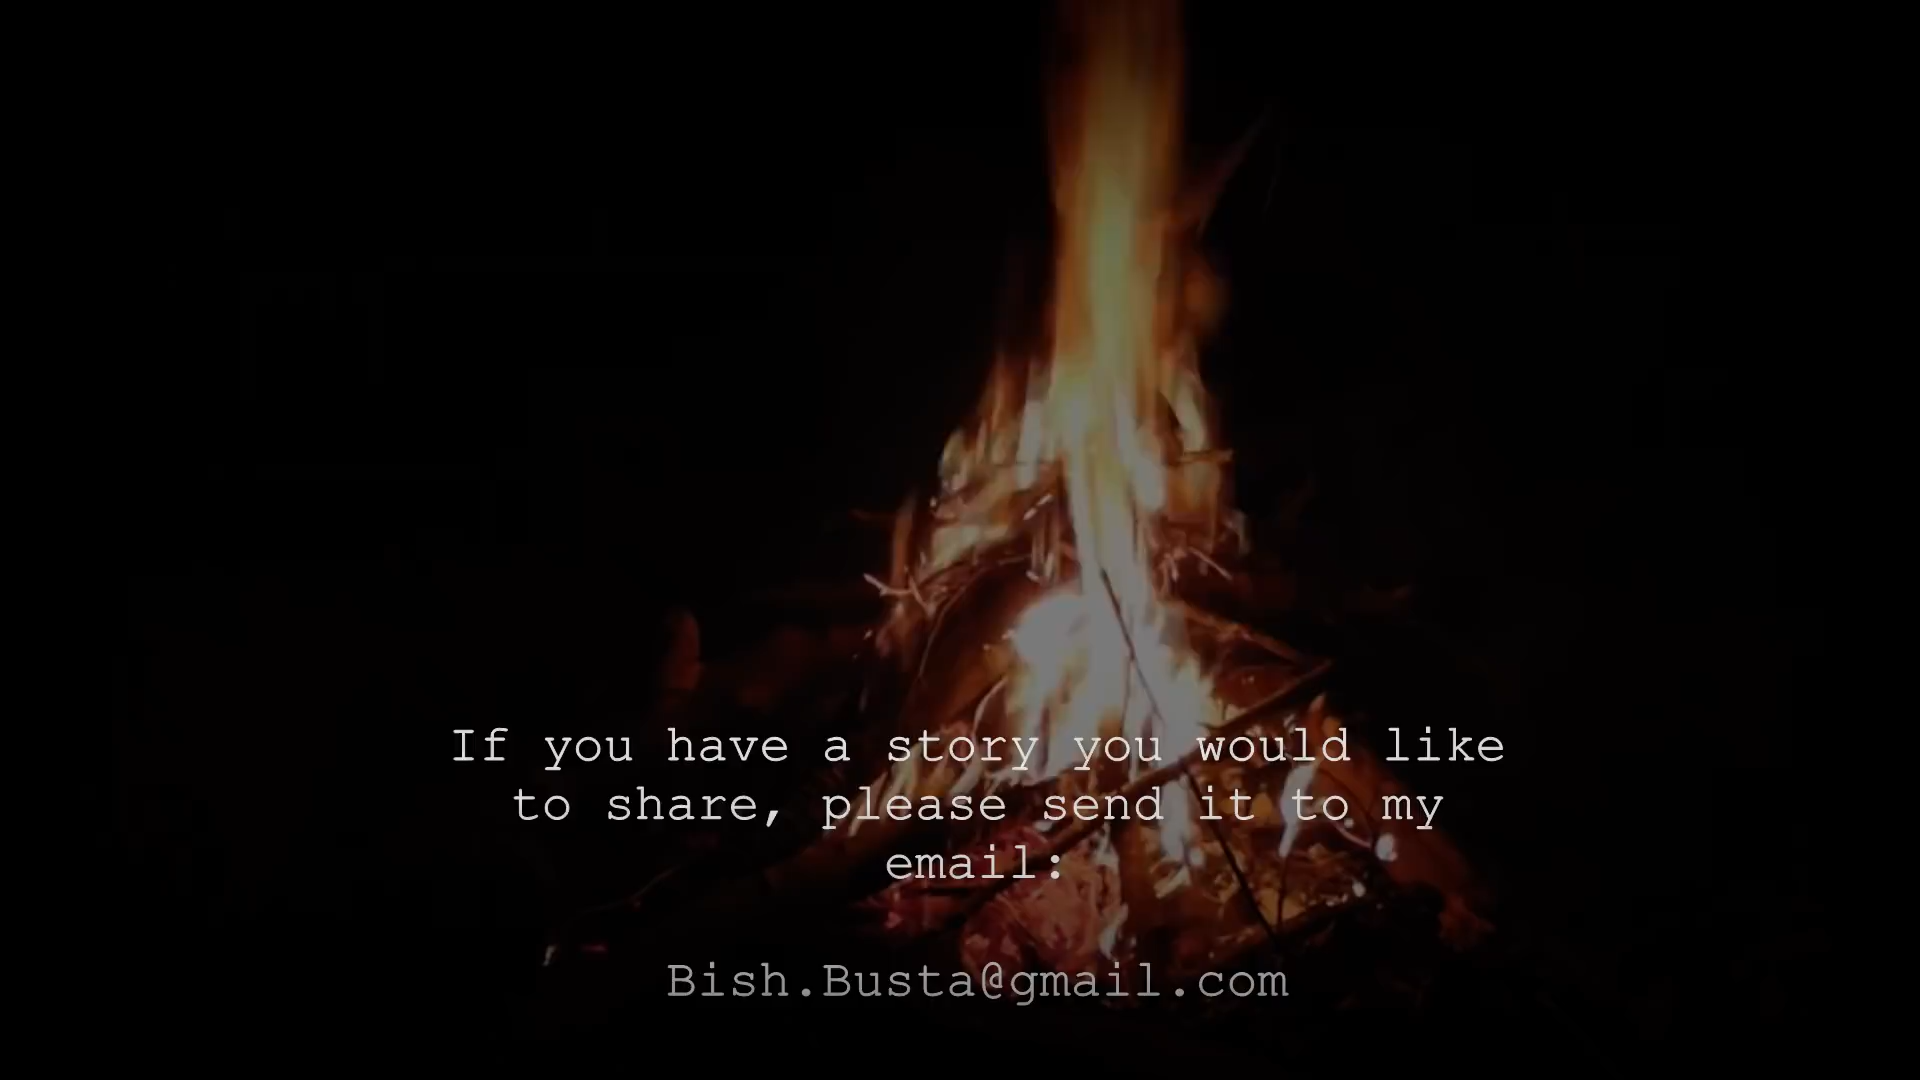 If you have a story you would like
to share, please send it to my
email:
Bish.Busta@gmail.com